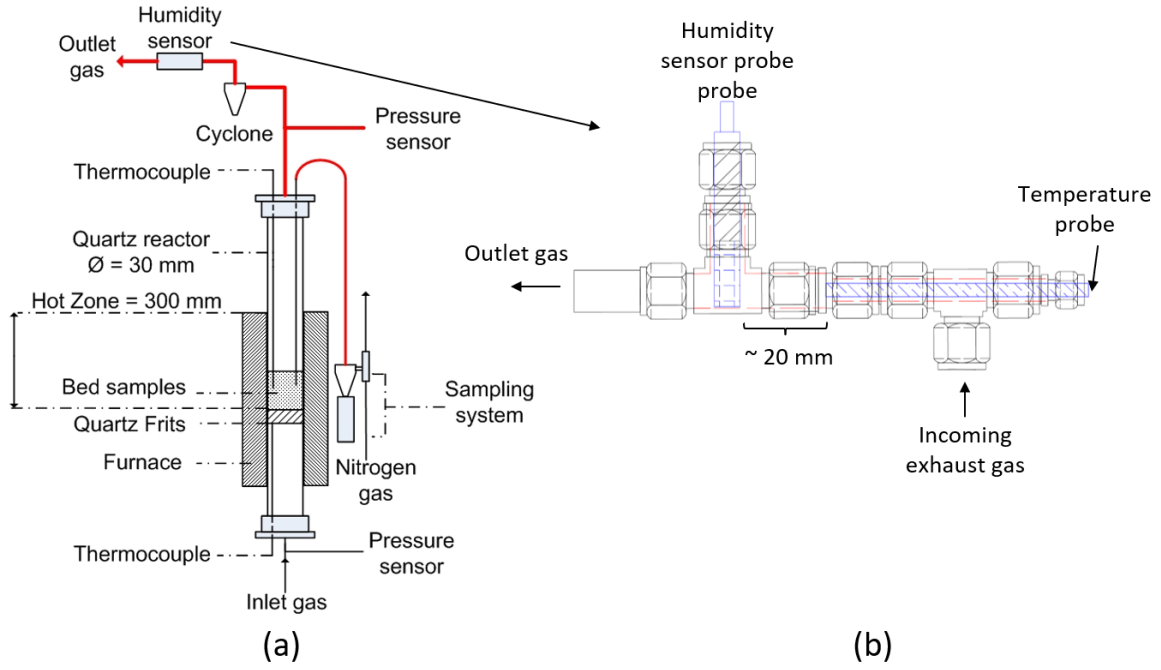 Humidity
sensor
Outlet
gas
Cyclone
Pressure
sensor
Thermocouple
Quartz reactor
Ø = 30 mm
Hot Zone = 300 mm
Bed samples
Quartz Frits
Furnace
Sampling
system
Nitrogen
gas
Thermocouple
Pressure
sensor
Inlet gas
(a)
Humidity
sensor probe
probe
Temperature
probe
Outlet gas
~ 20 mm
Incoming
exhaust gas
(b)